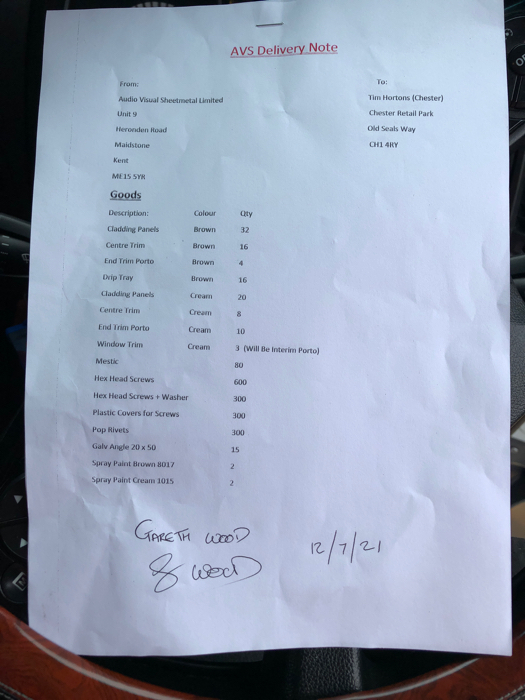 AVS Delivery Note
From:
Audio Visual Sheetmetal Limited
Unit 9
Heronden Road
Maidstone
Kent
ME15 5YR
To:
Tim Hortons (Chester)
Chester Retail Park
Old Seals Way
CH1 4RY
Goods
Description: Colour Qty
Cladding Panels Brown 32
Centre Trim Brown 16
End Trim Porto Brown 4
Drip Tray Brown 16
Cladding Panels Cream 20
Centre Trim Cream 8
End Trim Porto Cream 10
Window Trim Cream 3 (Will Be Interim Porto)
Mestic 80
Hex Head Screws 600
Hex Head Screws + Washer 300
Plastic Covers for Screws 300
Pop Rivets 300
Galv Angle 20 x 50 15
Spray Paint Brown 8017 2
Spray Paint Cream 1015 2
GARETH WOOD
12/7/21
G Wood